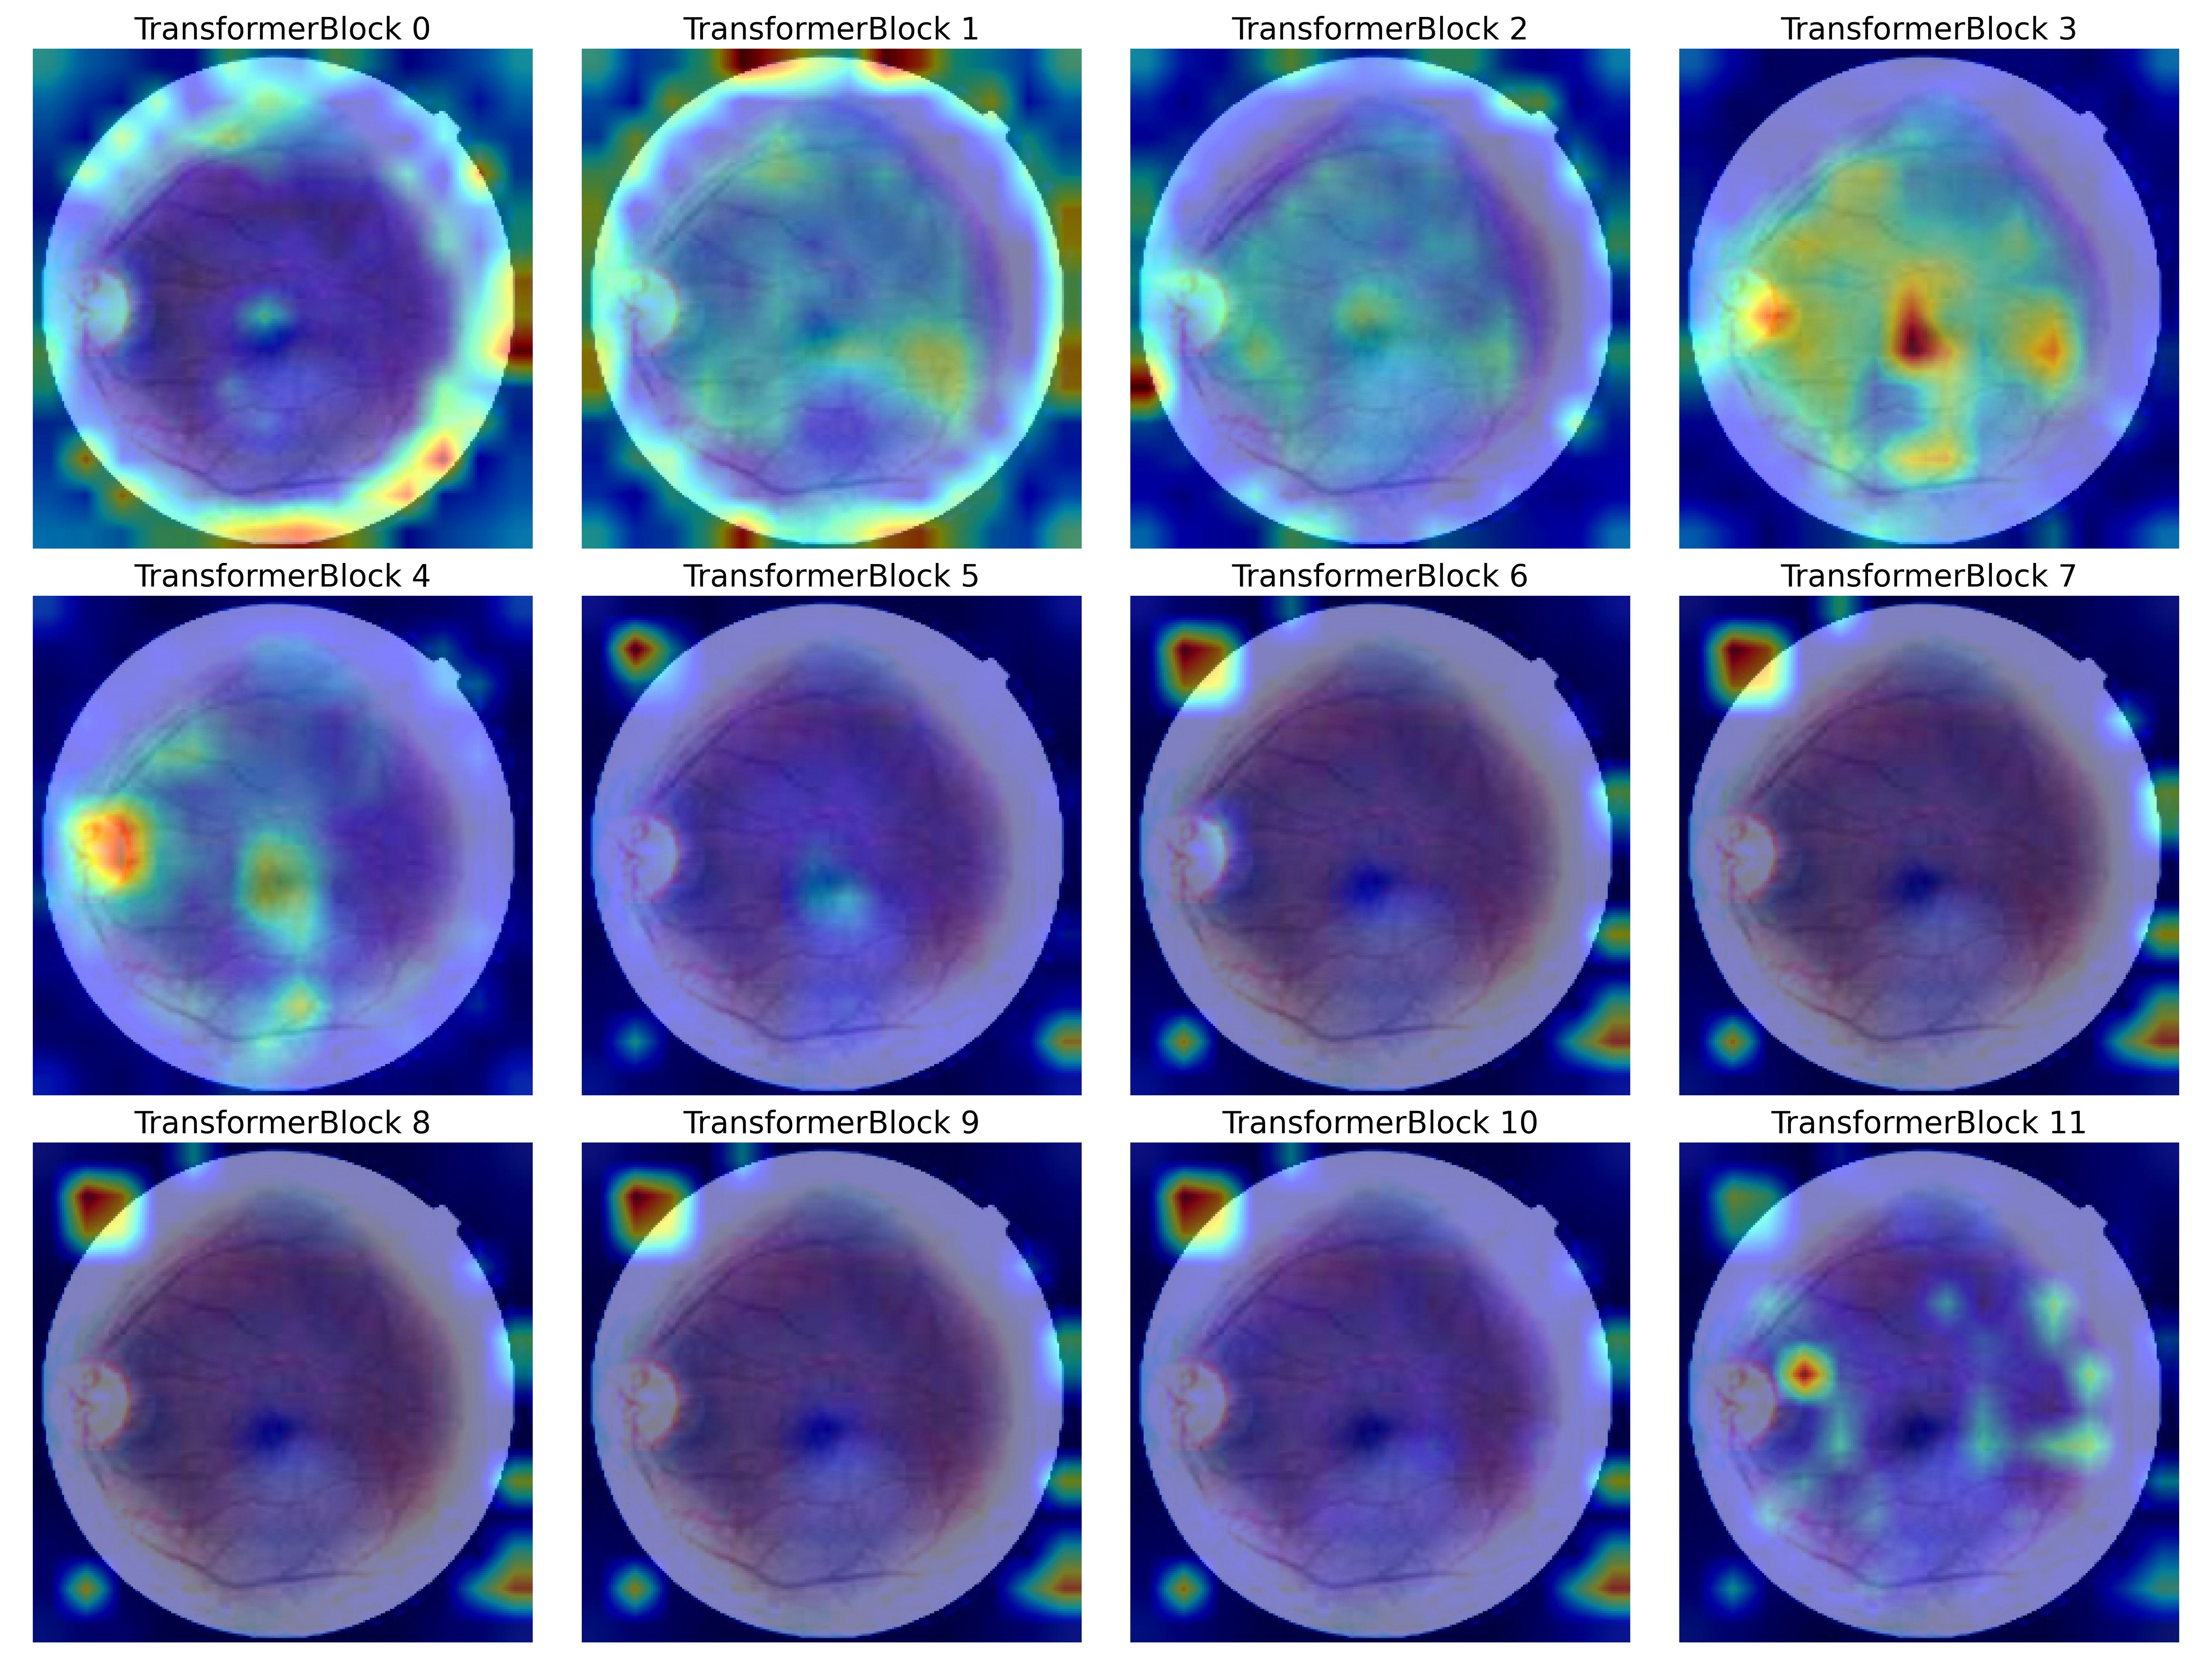 TransformerBlock 0
TransformerBlock 1
TransformerBlock 2
TransformerBlock 3
TransformerBlock 4
TransformerBlock 5
TransformerBlock 6
TransformerBlock 7
TransformerBlock 8
TransformerBlock 9
TransformerBlock 10
TransformerBlock 11